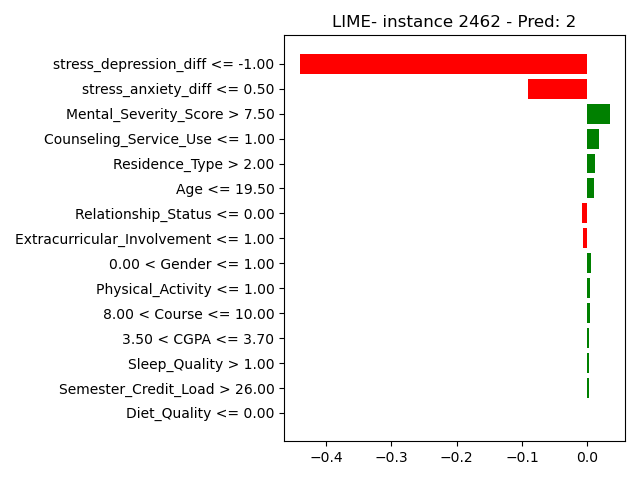 LIME- instance 2462 - Pred: 2
stress_depression_diff <= -1.00
stress_anxiety_diff <= 0.50
Mental_Severity_Score > 7.50
Counseling_Service_Use <= 1.00
Residence_Type > 2.00
Age <= 19.50
Relationship_Status <= 0.00
Extracurricular_Involvement <= 1.00
0.00 < Gender <= 1.00
Physical_Activity <= 1.00
8.00 < Course <= 10.00
3.50 < CGPA <= 3.70
Sleep_Quality > 1.00
Semester_Credit_Load > 26.00
Diet_Quality <= 0.00
−0.4 −0.3 −0.2 −0.1 0.0